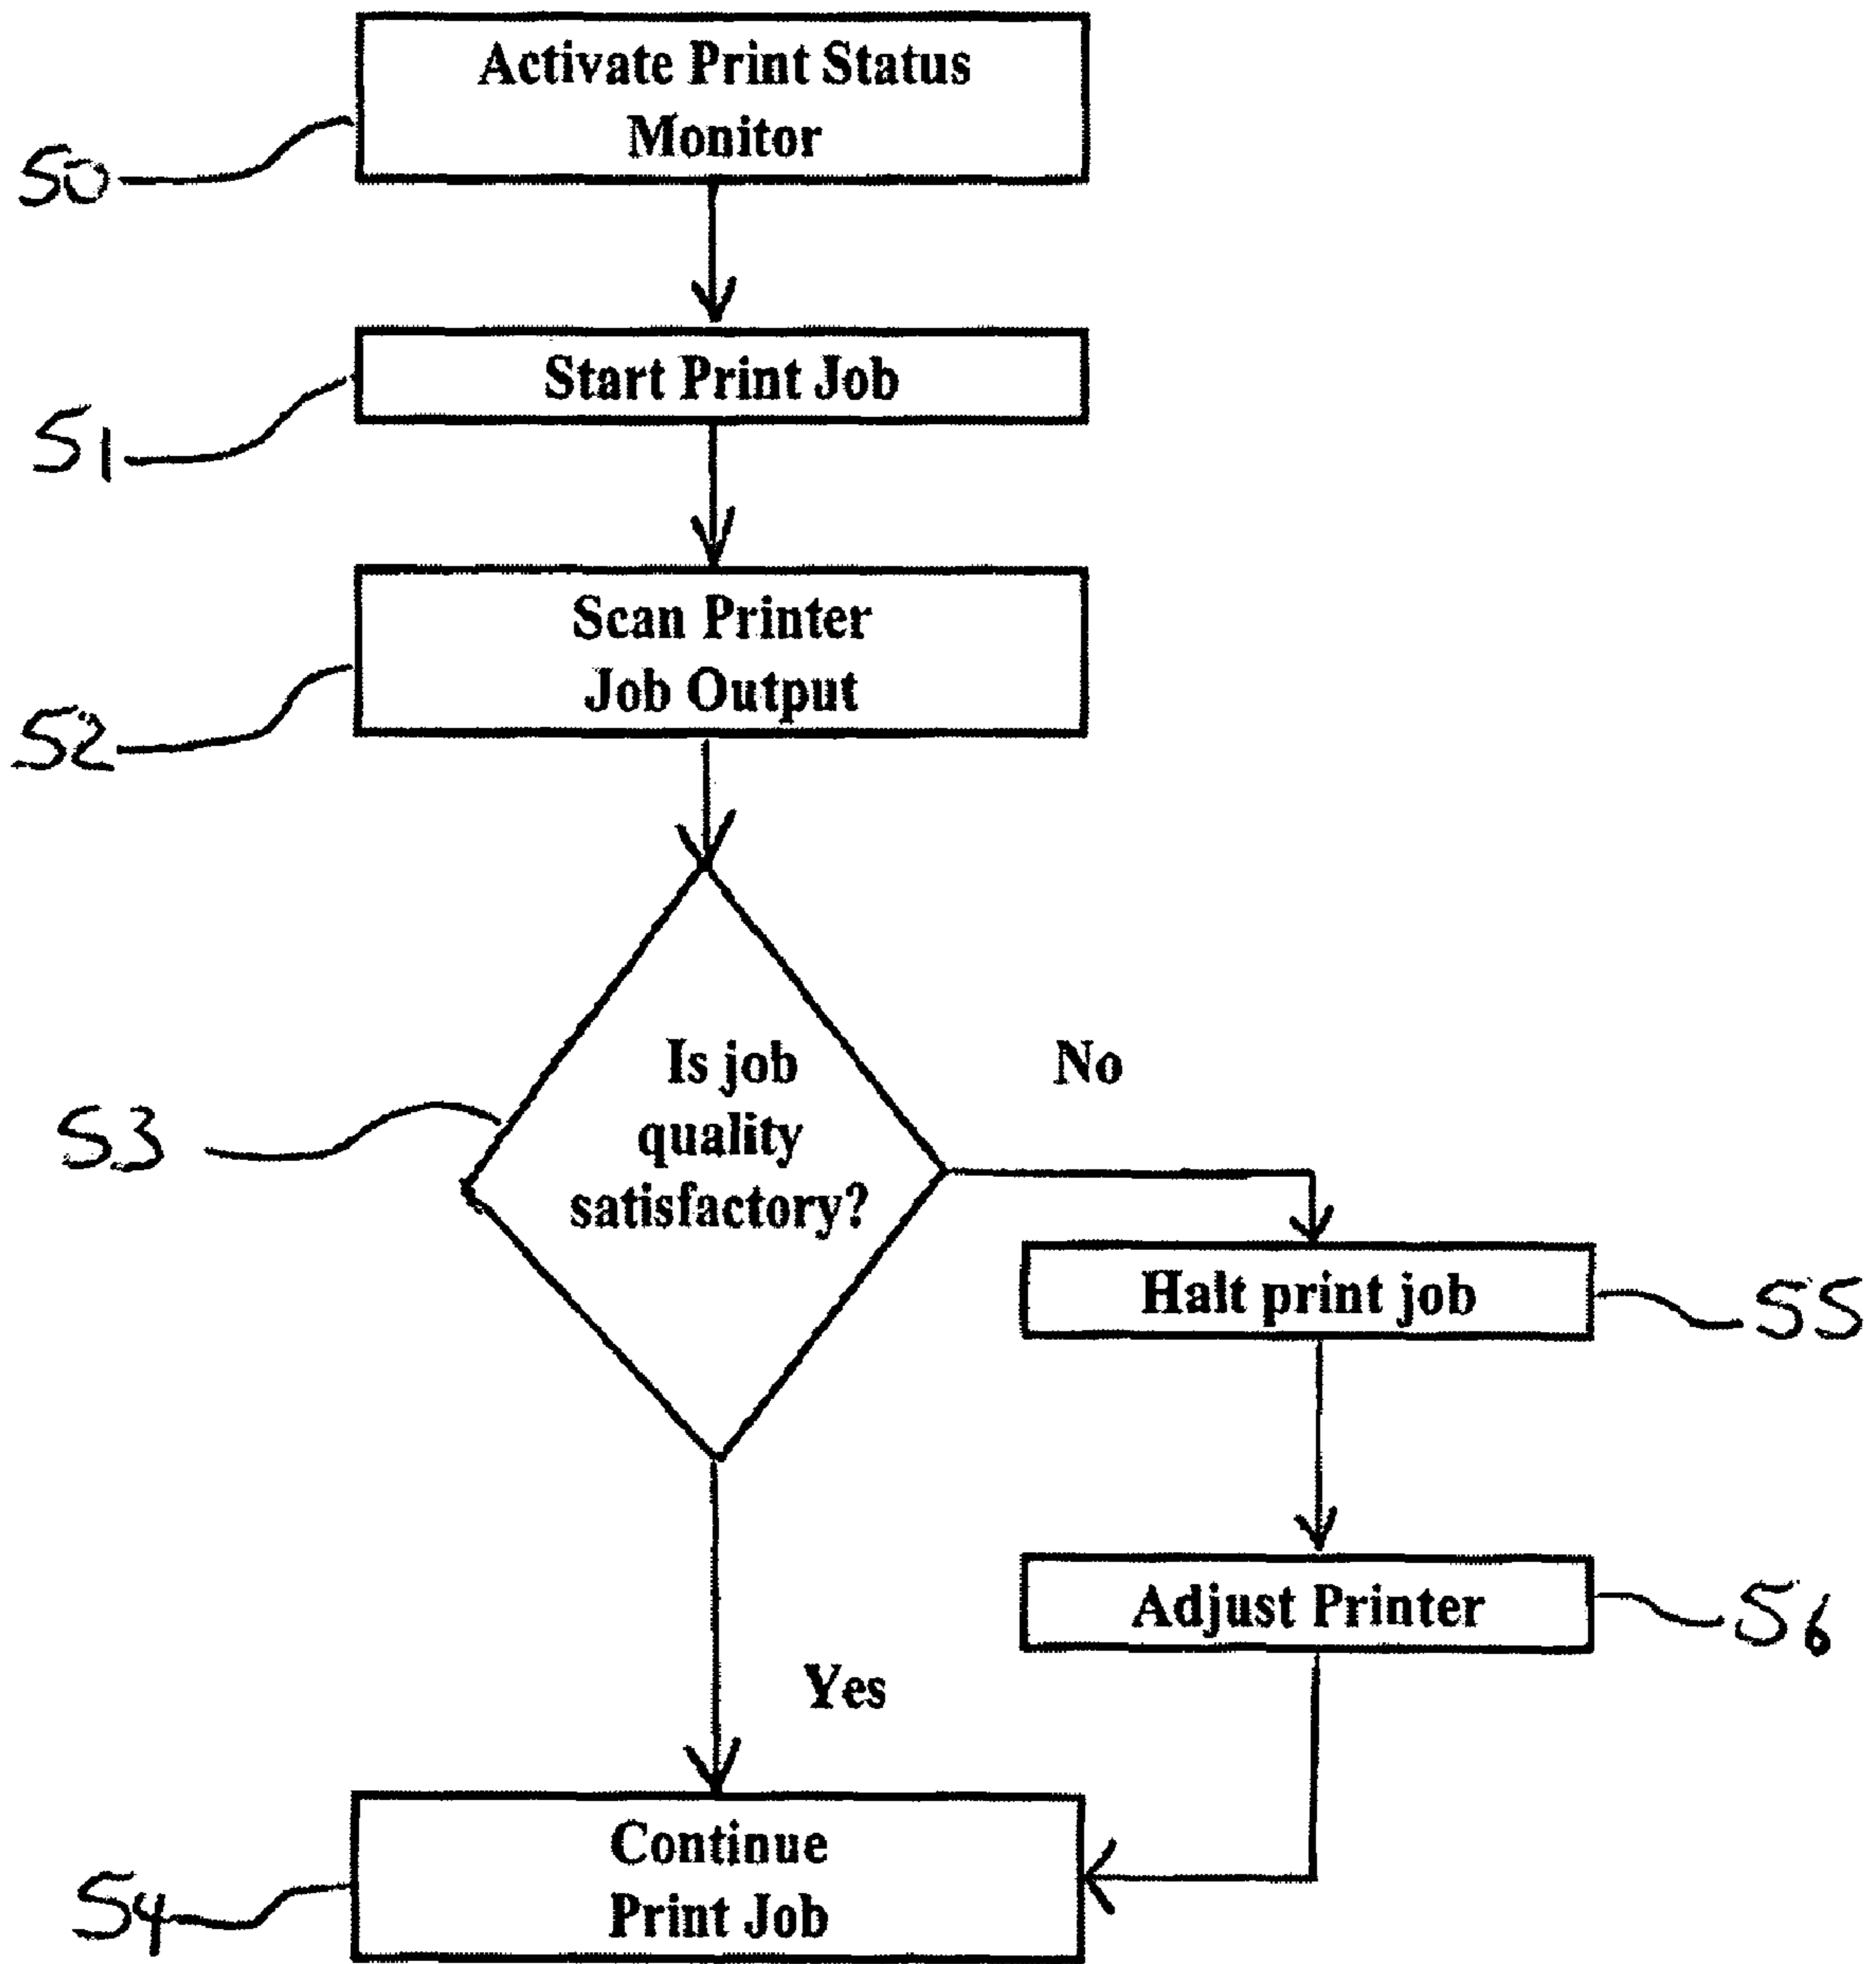 Activate Print Status
Monitor
50
Start Print Job
51
Scan Printer
Job Output
52
Is job
quality
satisfactory?
No
53
Halt print job
55
Adjust Printer
56
Yes
Continue
Print Job
54